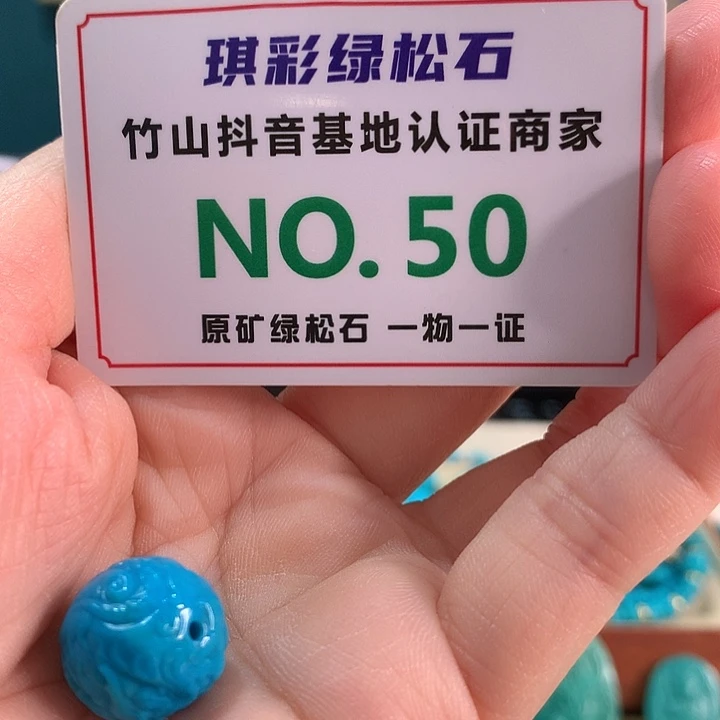 琪彩绿松石
竹山抖音基地认证商家
NO. 50
原矿绿松石 一物一证